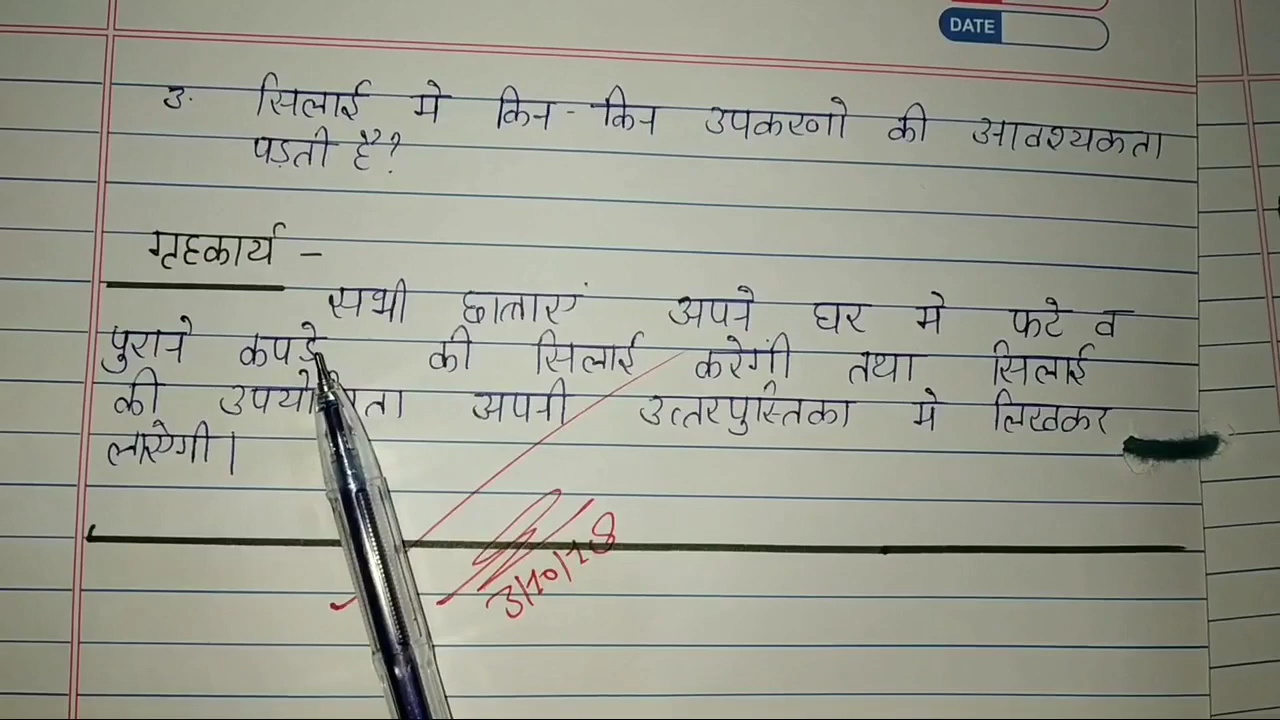 DATE
3. सिलाई मे किन - किन उपकरणो की आवश्यकता
पड़ती है?
गृहकार्य -
सभी छात्राएं अपने घर मे फटे व
पुराने कपड़े की सिलाई करेगीं तथा सिलाई
की उपयोगिता अपनी उत्तरपुस्तिका मे लिखकर
लाएगी।
3/10/18